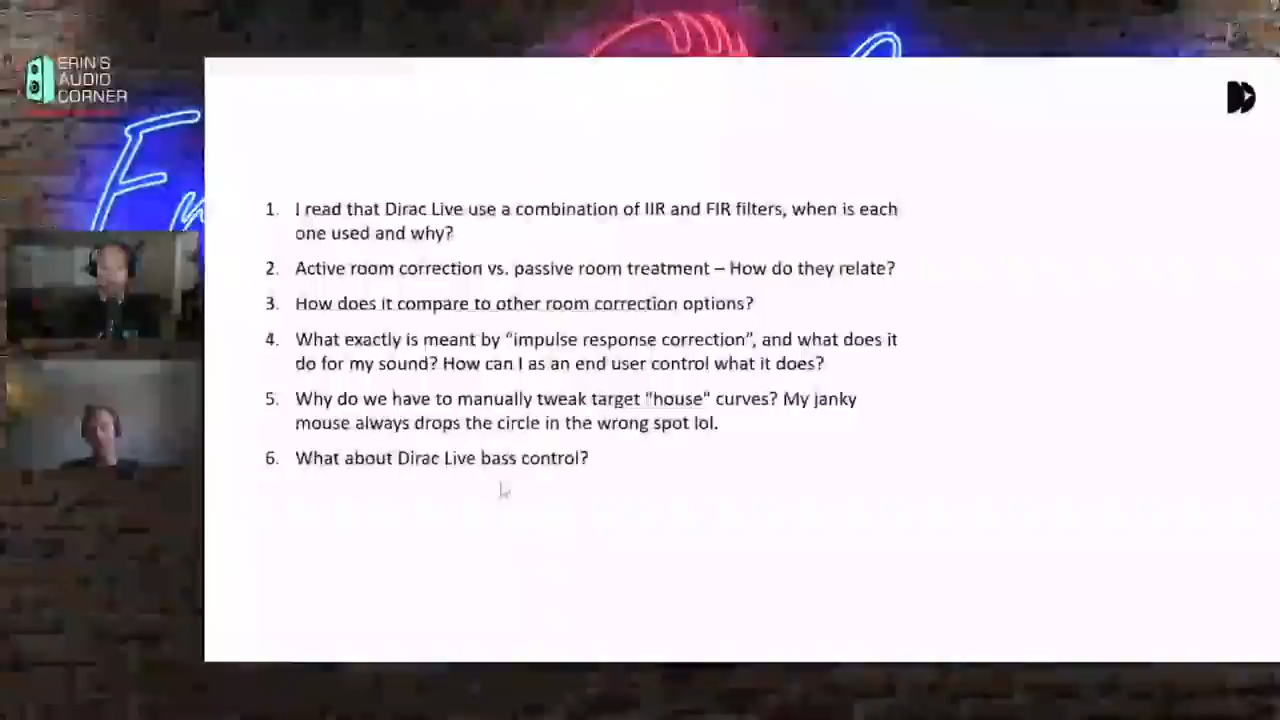 ERIN'S
AUDIO
CORNER
1. I read that Dirac Live use a combination of IIR and FIR filters, when is each
one used and why?
2. Active room correction vs. passive room treatment – How do they relate?
3. How does it compare to other room correction options?
4. What exactly is meant by “impulse response correction”, and what does it
do for my sound? How can I as an end user control what it does?
5. Why do we have to manually tweak target "house" curves? My janky
mouse always drops the circle in the wrong spot lol.
6. What about Dirac Live bass control?